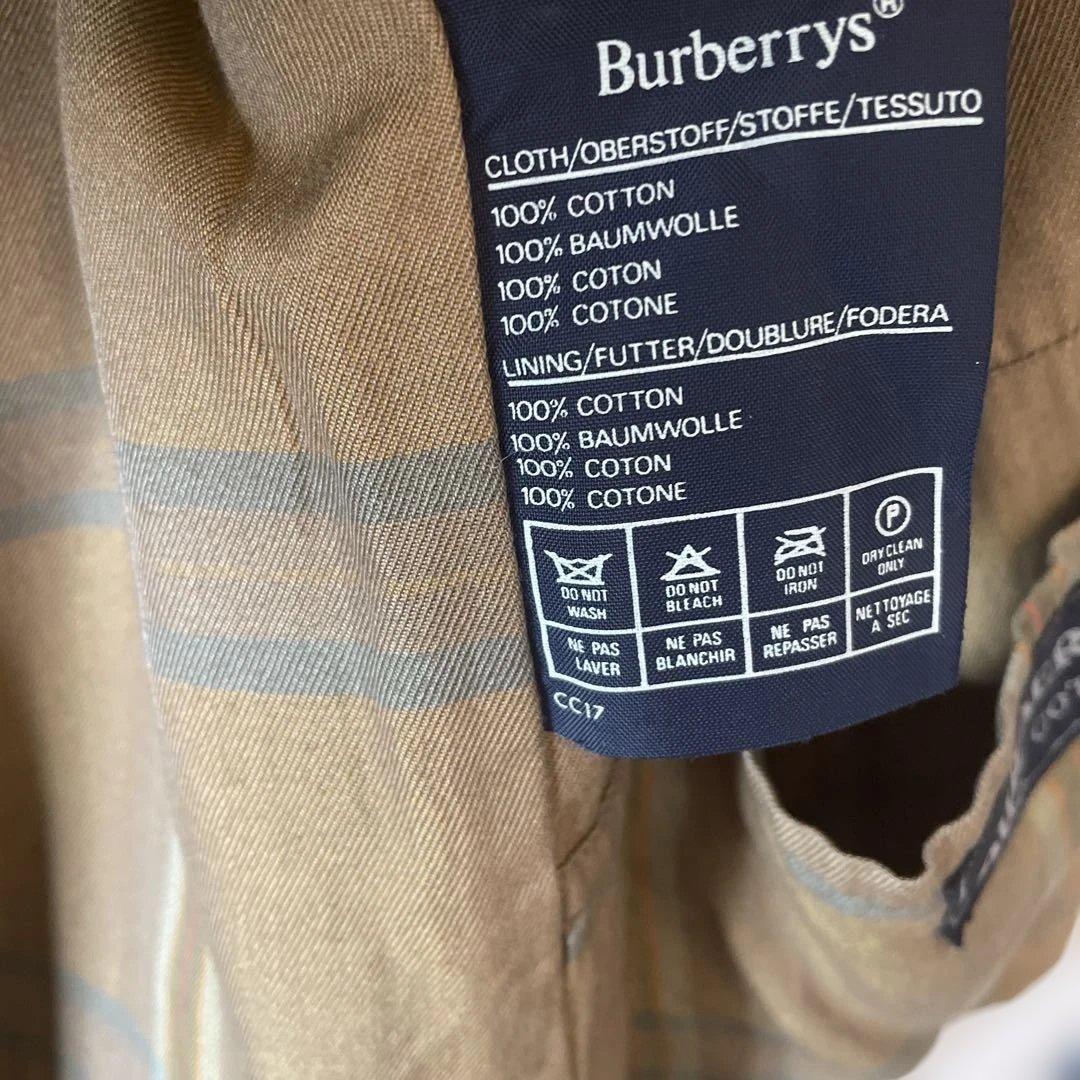 Burberrys®
CLOTH/OBERSTOFF/STOFFE/TESSUTO
100% COTTON
100% BAUMWOLLE
100% COTON
100% COTONE
LINING/FUTTER/DOUBLURE/FODERA
100% COTTON
100% BAUMWOLLE
100% COTON
100% COTONE
P
DO NOT WASH
DO NOT BLEACH
DO NOT IRON
DRY CLEAN ONLY
NE PAS LAVER
NE PAS BLANCHIR
NE PAS REPASSER
NETTOYAGE A SEC
CC17